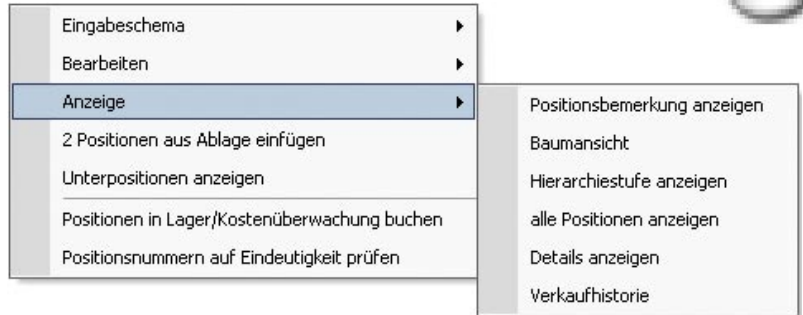 Eingabeschema
Bearbeiten
Anzeige
2 Positionen aus Ablage einfügen
Unterpositionen anzeigen
Positionen in Lager/Kostenüberwachung buchen
Positionsnummern auf Eindeutigkeit prüfen
Positionsbemerkung anzeigen
Baumansicht
Hierarchiestufe anzeigen
alle Positionen anzeigen
Details anzeigen
Verkaufhistorie